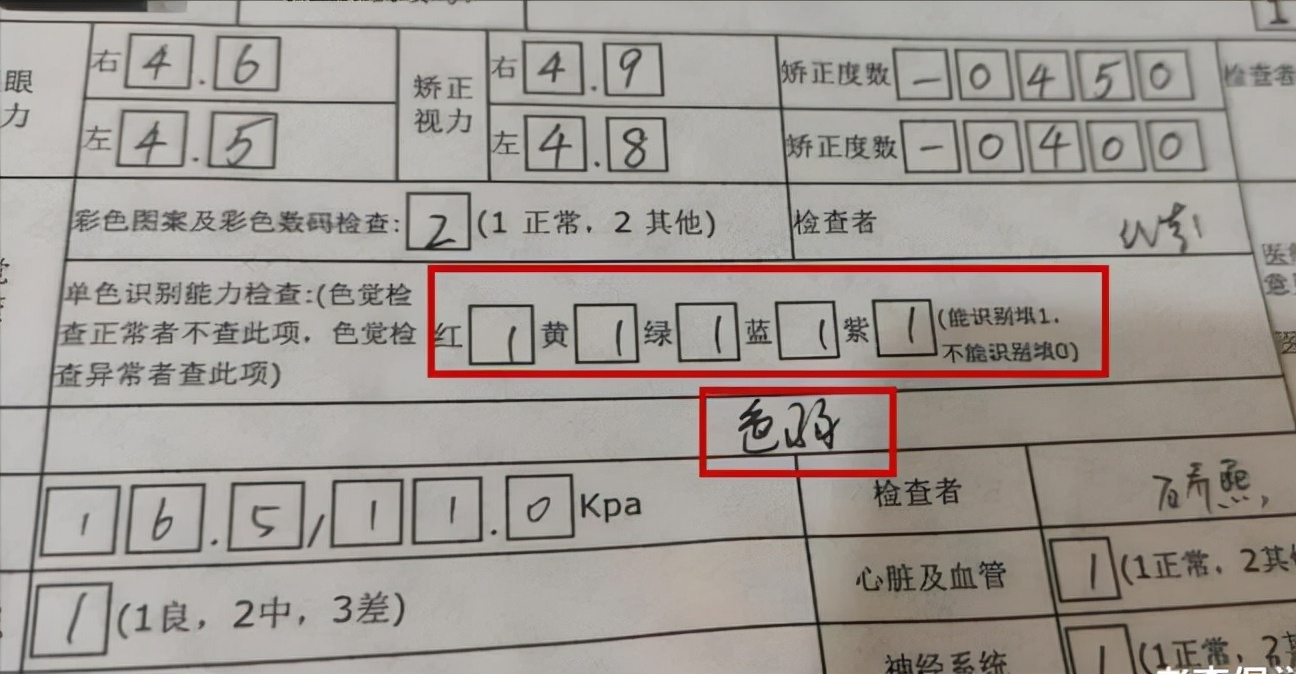 1
眼力
右 4.6 矫正视力 右 4.9 矫正度数 -0450 检查者
左 4.5 左 4.8 矫正度数 -0400
彩色图案及彩色数码检查: 2 (1 正常, 2 其他) 检查者
单色识别能力检查:(色觉检
查正常者不查此项, 色觉检
查异常者查此项)
红 1 黄 1 绿 1 蓝 1 紫 1 (能识别填1,
不能识别填0)
色弱
16.5/11.0 Kpa 检查者
心脏及血管 1 (1正常, 2其他
1 (1良, 2中, 3差)
神经系统 1 (1正常, 2其